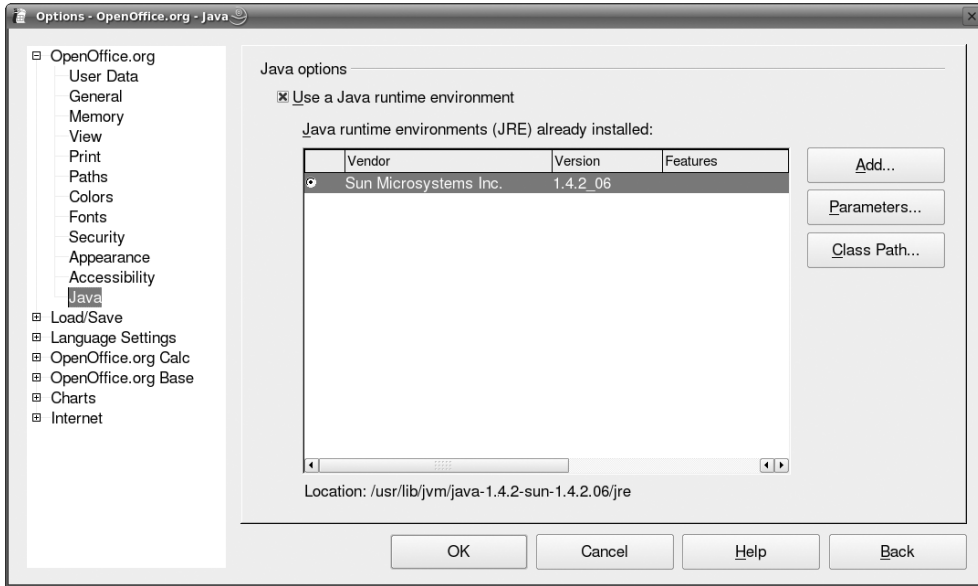 Options - OpenOffice.org - Java
OpenOffice.org
User Data
General
Memory
View
Print
Paths
Colors
Fonts
Security
Appearance
Accessibility
Java
Load/Save
Language Settings
OpenOffice.org Calc
OpenOffice.org Base
Charts
Internet
Java options
Use a Java runtime environment
Java runtime environments (JRE) already installed:
Vendor Version Features
Sun Microsystems Inc. 1.4.2_06
Add...
Parameters...
Class Path...
Location: /usr/lib/jvm/java-1.4.2-sun-1.4.2.06/jre
OK Cancel Help Back